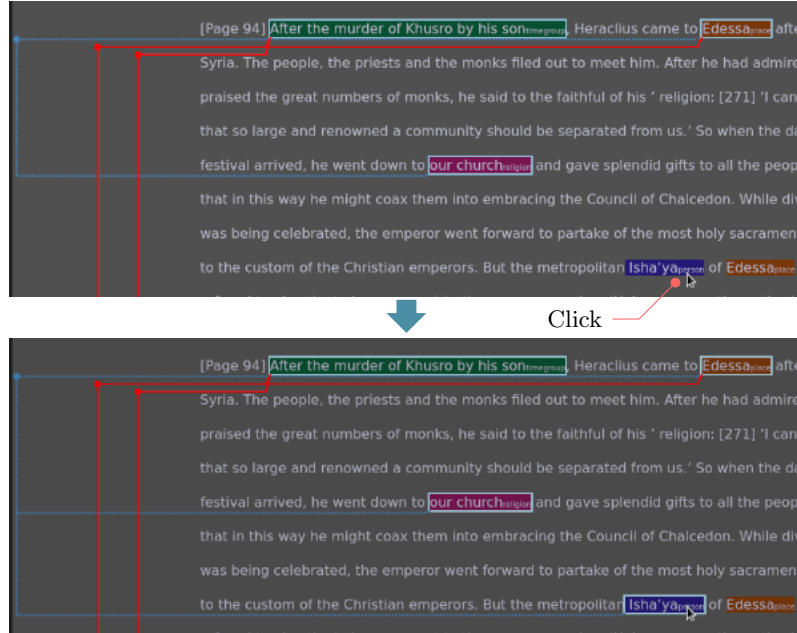 [Page 94] After the murder of Khusro by his son timegroup, Heraclius came to Edessa place afte
Syria. The people, the priests and the monks filed out to meet him. After he had admire
praised the great numbers of monks, he said to the faithful of his ‘ religion: [271] ‘I can
that so large and renowned a community should be separated from us.’ So when the da
festival arrived, he went down to our church religion and gave splendid gifts to all the peop
that in this way he might coax them into embracing the Council of Chalcedon. While div
was being celebrated, the emperor went forward to partake of the most holy sacramen
to the custom of the Christian emperors. But the metropolitan Isha‘ya person of Edessa place
Click
[Page 94] After the murder of Khusro by his son timegroup, Heraclius came to Edessa place afte
Syria. The people, the priests and the monks filed out to meet him. After he had admire
praised the great numbers of monks, he said to the faithful of his ‘ religion: [271] ‘I can
that so large and renowned a community should be separated from us.’ So when the da
festival arrived, he went down to our church religion and gave splendid gifts to all the peop
that in this way he might coax them into embracing the Council of Chalcedon. While div
was being celebrated, the emperor went forward to partake of the most holy sacramen
to the custom of the Christian emperors. But the metropolitan Isha‘ya person of Edessa place